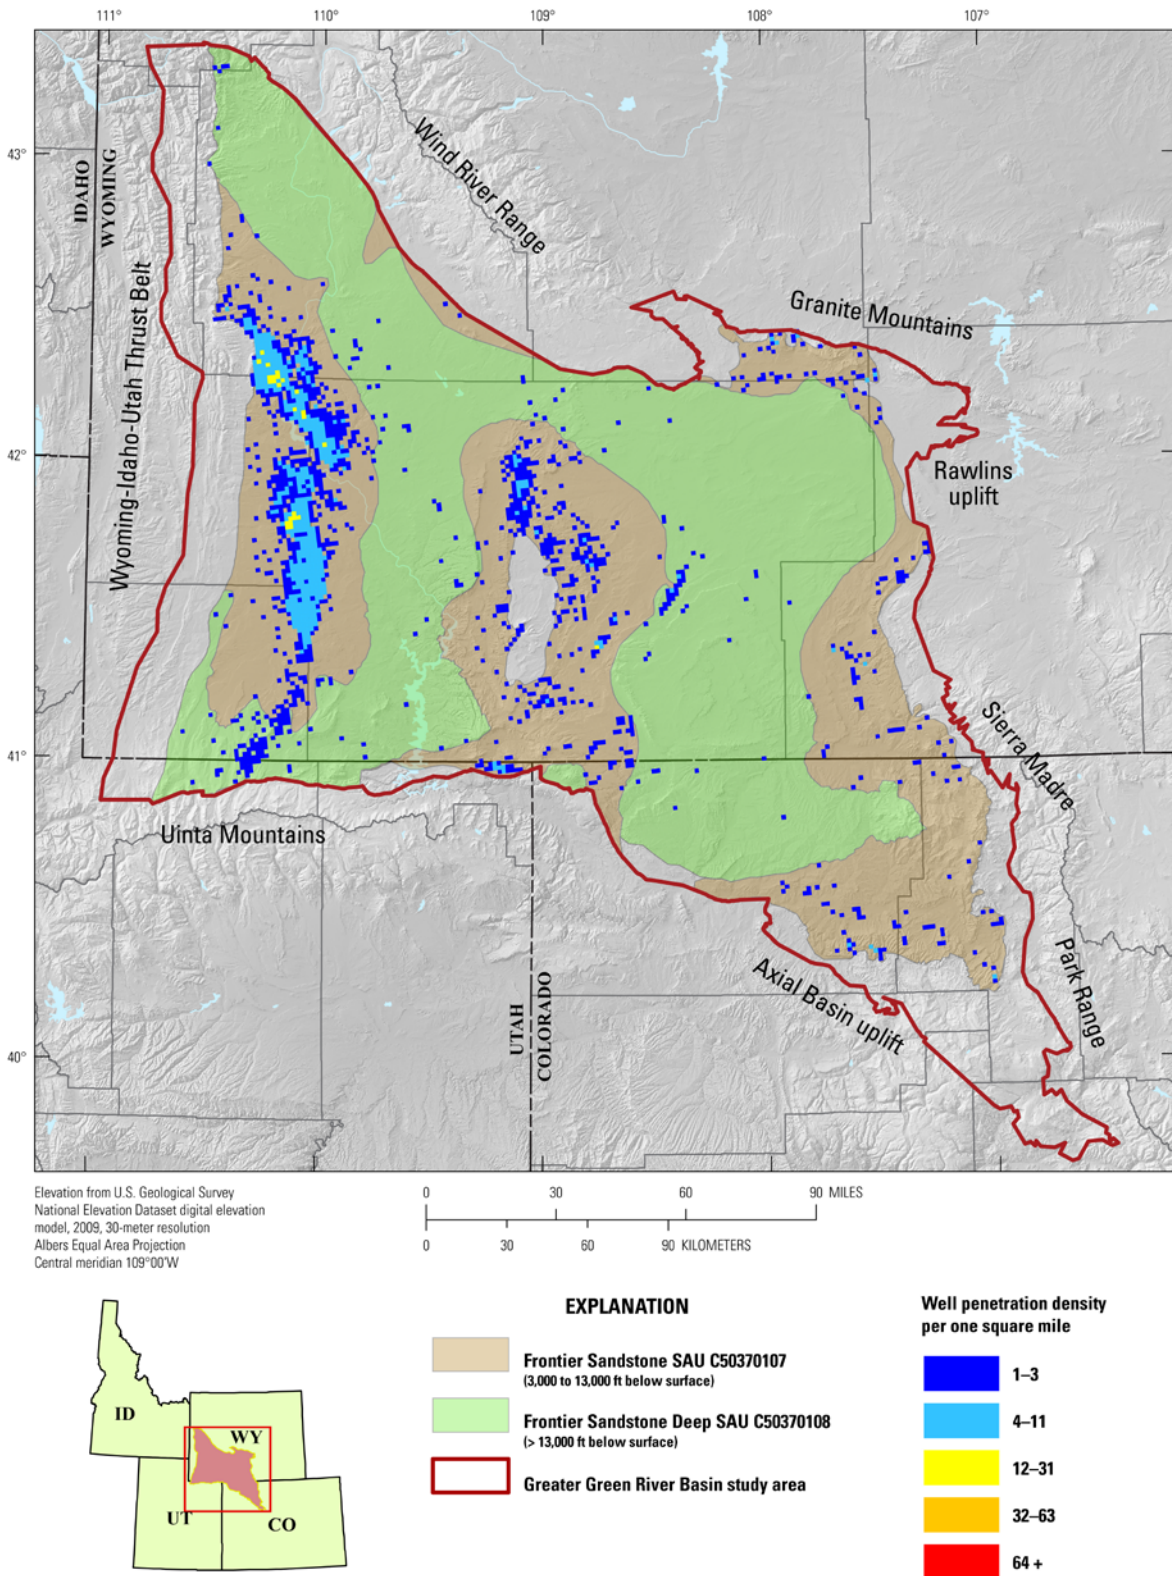 111°
110°
109°
108°
107°
43°
42°
41°
40°
IDAHO
WYOMING
Wind River Range
Granite Mountains
Wyoming-Idaho-Utah Thrust Belt
Rawlins
uplift
Sierra Madre
Uinta Mountains
UTAH
COLORADO
Axial Basin uplift
Park Range
Elevation from U.S. Geological Survey
National Elevation Dataset digital elevation
model, 2009, 30-meter resolution
Albers Equal Area Projection
Central meridian 109°00'W
0 30 60 90 MILES
0 30 60 90 KILOMETERS
EXPLANATION
Frontier Sandstone SAU C50370107
(3,000 to 13,000 ft below surface)
Frontier Sandstone Deep SAU C50370108
(> 13,000 ft below surface)
Greater Green River Basin study area
Well penetration density
per one square mile
1–3
4–11
12–31
32–63
64 +
ID
WY
UT
CO